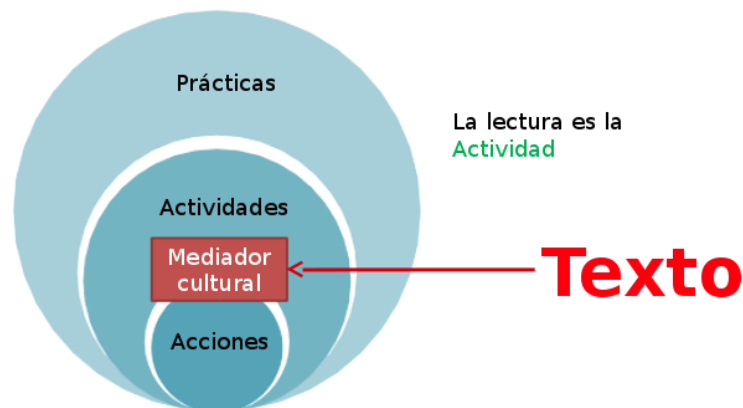 Prácticas
La lectura es la
Actividad
Actividades
Mediador
cultural
Texto
Acciones